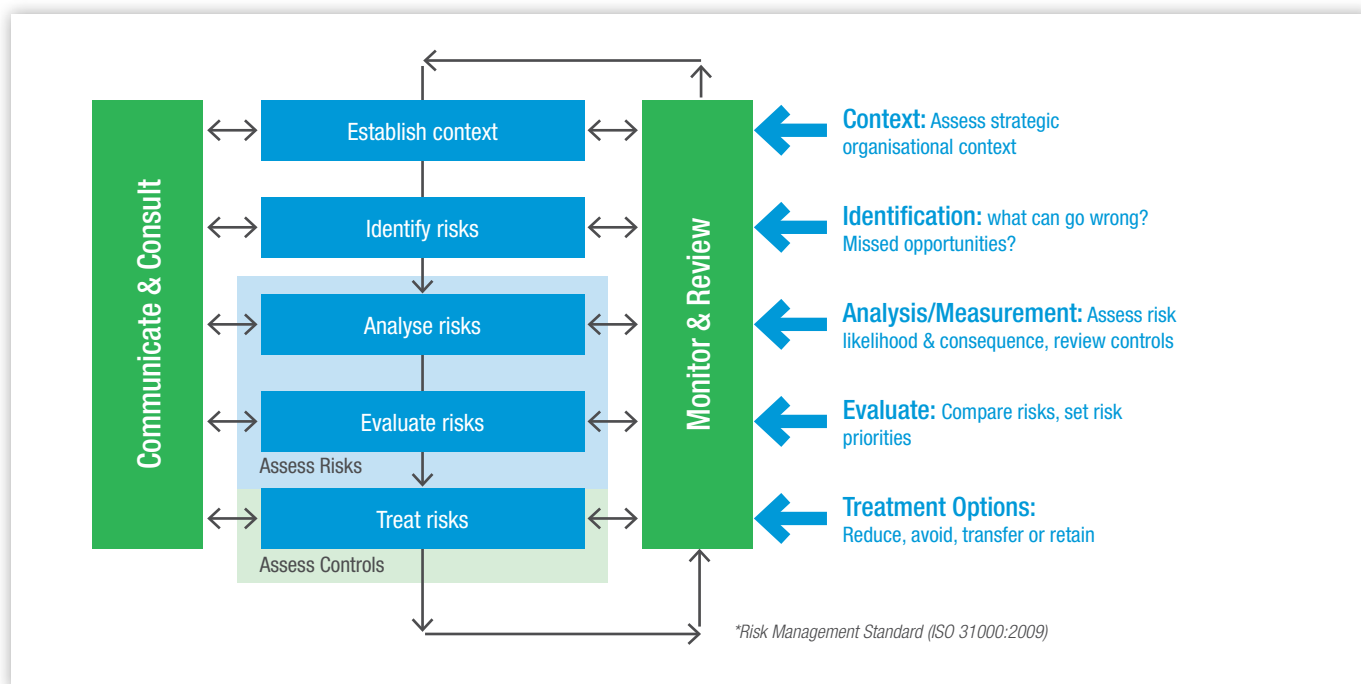 Communicate & Consult
Establish context
Identify risks
Analyse risks
Evaluate risks
Assess Risks
Treat risks
Assess Controls
Monitor & Review
Context: Assess strategic
organisational context
Identification: what can go wrong?
Missed opportunities?
Analysis/Measurement: Assess risk
likelihood & consequence, review controls
Evaluate: Compare risks, set risk
priorities
Treatment Options:
Reduce, avoid, transfer or retain
*Risk Management Standard (ISO 31000:2009)